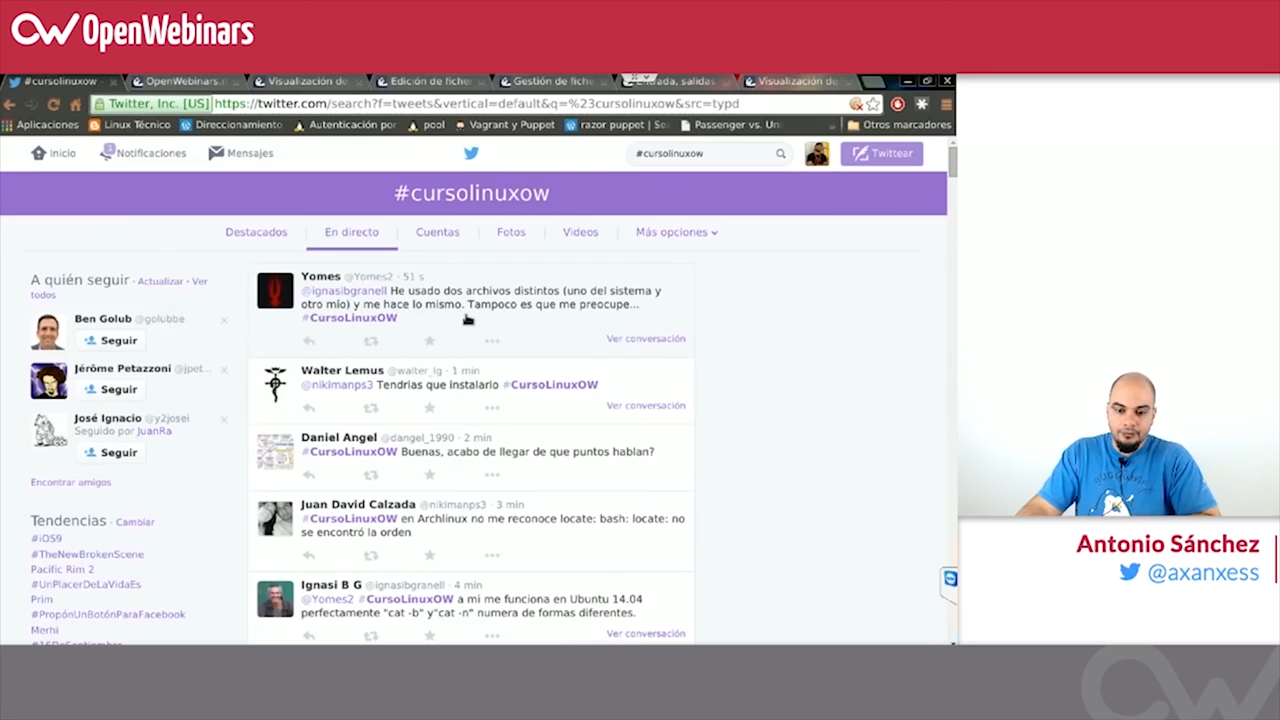 OpenWebinars
#cursolinuxow
OpenWebinars.n
Visualización de
Edición de ficher
Gestión de fiche
salidas
Visualización de
Twitter, Inc. [US] https://twitter.com/search?f=tweets&vertical=default&q=%23cursolinuxow&src=typd
Aplicaciones
Linux Técnico
Direccionamiento
Autenticación por
pool
Vagrant y Puppet
razor puppet | Sea
Passenger vs. Un
Otros marcadores
Inicio
1
Notificaciones
Mensajes
#cursolinuxow
Twittear
#cursolinuxow
Destacados
En directo
Cuentas
Fotos
Videos
Más opciones
A quién seguir · Actualizar · Ver
todos
Ben Golub @golubbe
Seguir
Jérôme Petazzoni @jpet...
Seguir
José Ignacio @y2josei
Seguido por JuanRa
Seguir
Encontrar amigos
Tendencias · Cambiar
#iOS9
#TheNewBrokenScene
Pacific Rim 2
#UnPlacerDeLaVidaEs
Prim
#PropónUnBotónParaFacebook
Merhi
#16DeSeptiembre
Yomes @Yomes2 · 51 s
@ignasibgranell He usado dos archivos distintos (uno del sistema y
otro mío) y me hace lo mismo. Tampoco es que me preocupe...
#CursoLinuxOW
Ver conversación
Walter Lemus @walter_lg · 1 min
@nikimanps3 Tendrias que instalarlo #CursoLinuxOW
Ver conversación
Daniel Angel @dangel_1990 · 2 min
#CursoLinuxOW Buenas, acabo de llegar de que puntos hablan?
Juan David Calzada @nikimanps3 · 3 min
#CursoLinuxOW en Archlinux no me reconoce locate: bash: locate: no
se encontró la orden
Ignasi B G @ignasibgranell · 4 min
@Yomes2 #CursoLinuxOW a mi me funciona en Ubuntu 14.04
perfectamente "cat -b" y"cat -n" numera de formas diferentes.
Ver conversación
Antonio Sánchez
@axanxess